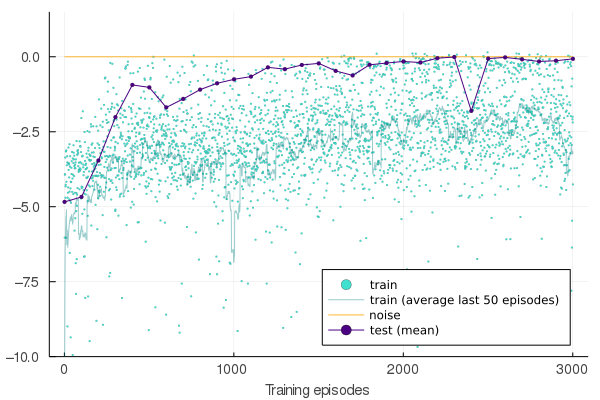 0.0
−2.5
−5.0
−7.5
−10.0
0
1000
2000
3000
Training episodes
train
train (average last 50 episodes)
noise
test (mean)